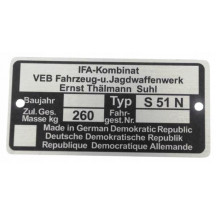 IFA-Kombinat
VEB Fahrzeug-u.Jagdwaffenwerk
Ernst Thälmann Suhl
Baujahr Typ S 51 N
Zul. Ges. Masse kg 260 Fahr- gest. Nr.
Made in German Demokratic Republic
Deutsche Demokratische Republik
Republique Democratique Allemande